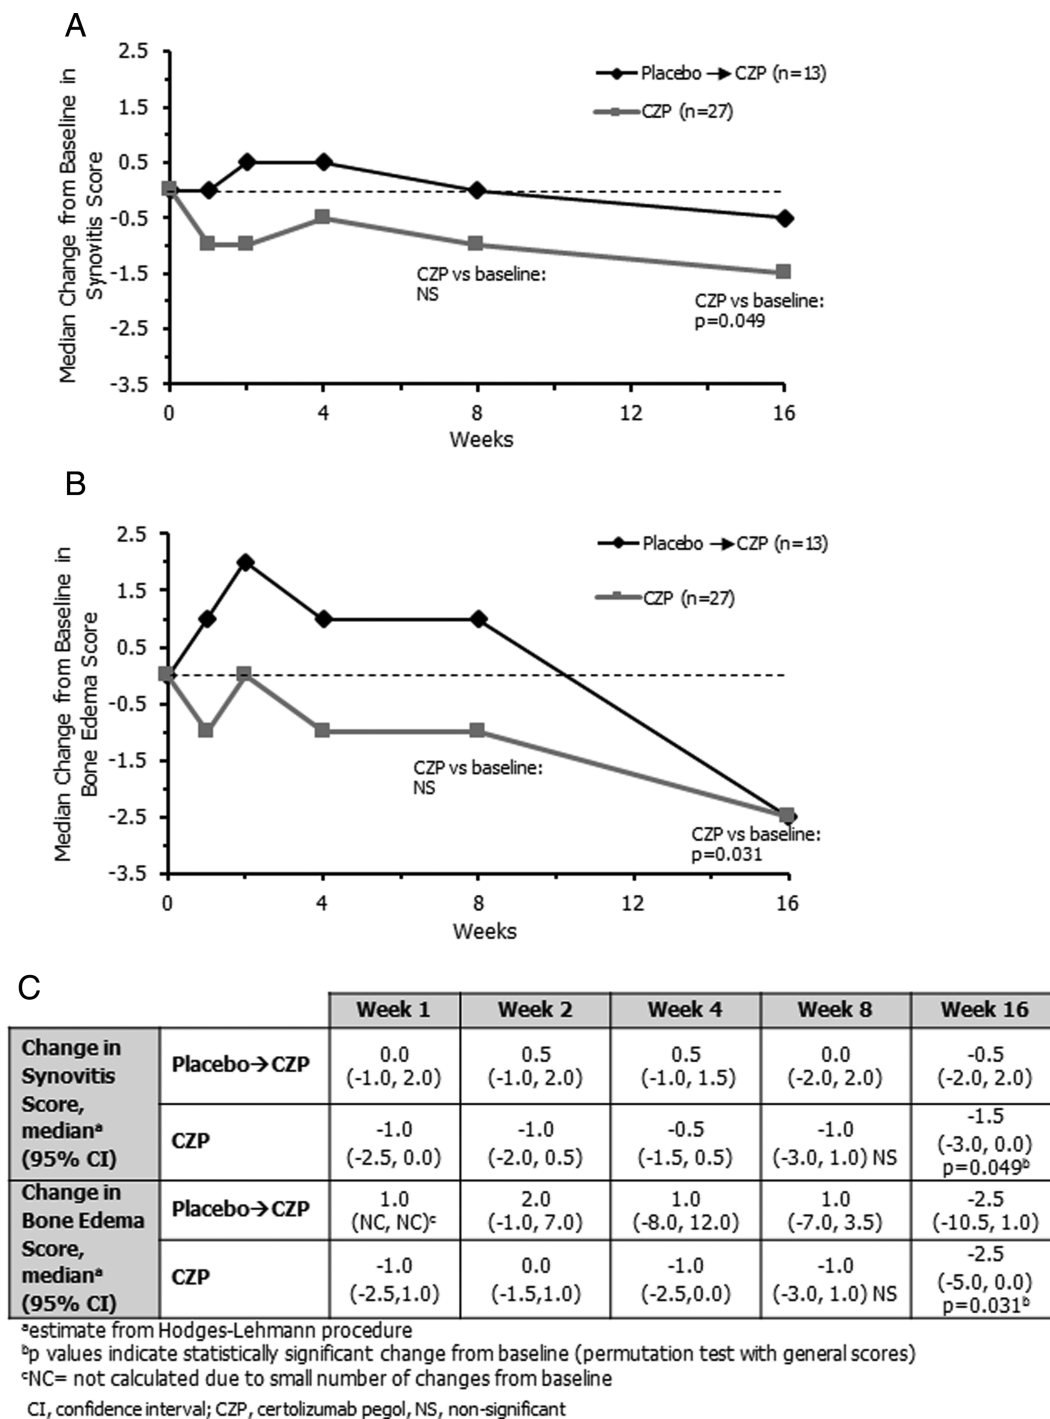 A
Median Change from Baseline in
Synovitis Score
2.5
1.5
0.5
-0.5
-1.5
-2.5
-3.5
Placebo → CZP (n=13)
CZP (n=27)
CZP vs baseline:
NS
CZP vs baseline:
p=0.049
0 4 8 12 16
Weeks
B
Median Change from Baseline in
Bone Edema Score
2.5
1.5
0.5
-0.5
-1.5
-2.5
-3.5
Placebo → CZP (n=13)
CZP (n=27)
CZP vs baseline:
NS
CZP vs baseline:
p=0.031
0 4 8 12 16
Weeks
C
Week 1 Week 2 Week 4 Week 8 Week 16
Change in
Synovitis
Score,
medianᵃ
(95% CI)
Placebo→CZP
0.0
(-1.0, 2.0)
0.5
(-1.0, 2.0)
0.5
(-1.0, 1.5)
0.0
(-2.0, 2.0)
-0.5
(-2.0, 2.0)
CZP
-1.0
(-2.5, 0.0)
-1.0
(-2.0, 0.5)
-0.5
(-1.5, 0.5)
-1.0
(-3.0, 1.0) NS
-1.5
(-3.0, 0.0)
p=0.049ᵇ
Change in
Bone Edema
Score,
medianᵃ
(95% CI)
Placebo→CZP
1.0
(NC, NC)ᶜ
2.0
(-1.0, 7.0)
1.0
(-8.0, 12.0)
1.0
(-7.0, 3.5)
-2.5
(-10.5, 1.0)
CZP
-1.0
(-2.5,1.0)
0.0
(-1.5,1.0)
-1.0
(-2.5,0.0)
-1.0
(-3.0, 1.0) NS
-2.5
(-5.0, 0.0)
p=0.031ᵇ
ᵃestimate from Hodges-Lehmann procedure
ᵇp values indicate statistically significant change from baseline (permutation test with general scores)
ᶜNC= not calculated due to small number of changes from baseline
CI, confidence interval; CZP, certolizumab pegol, NS, non-significant